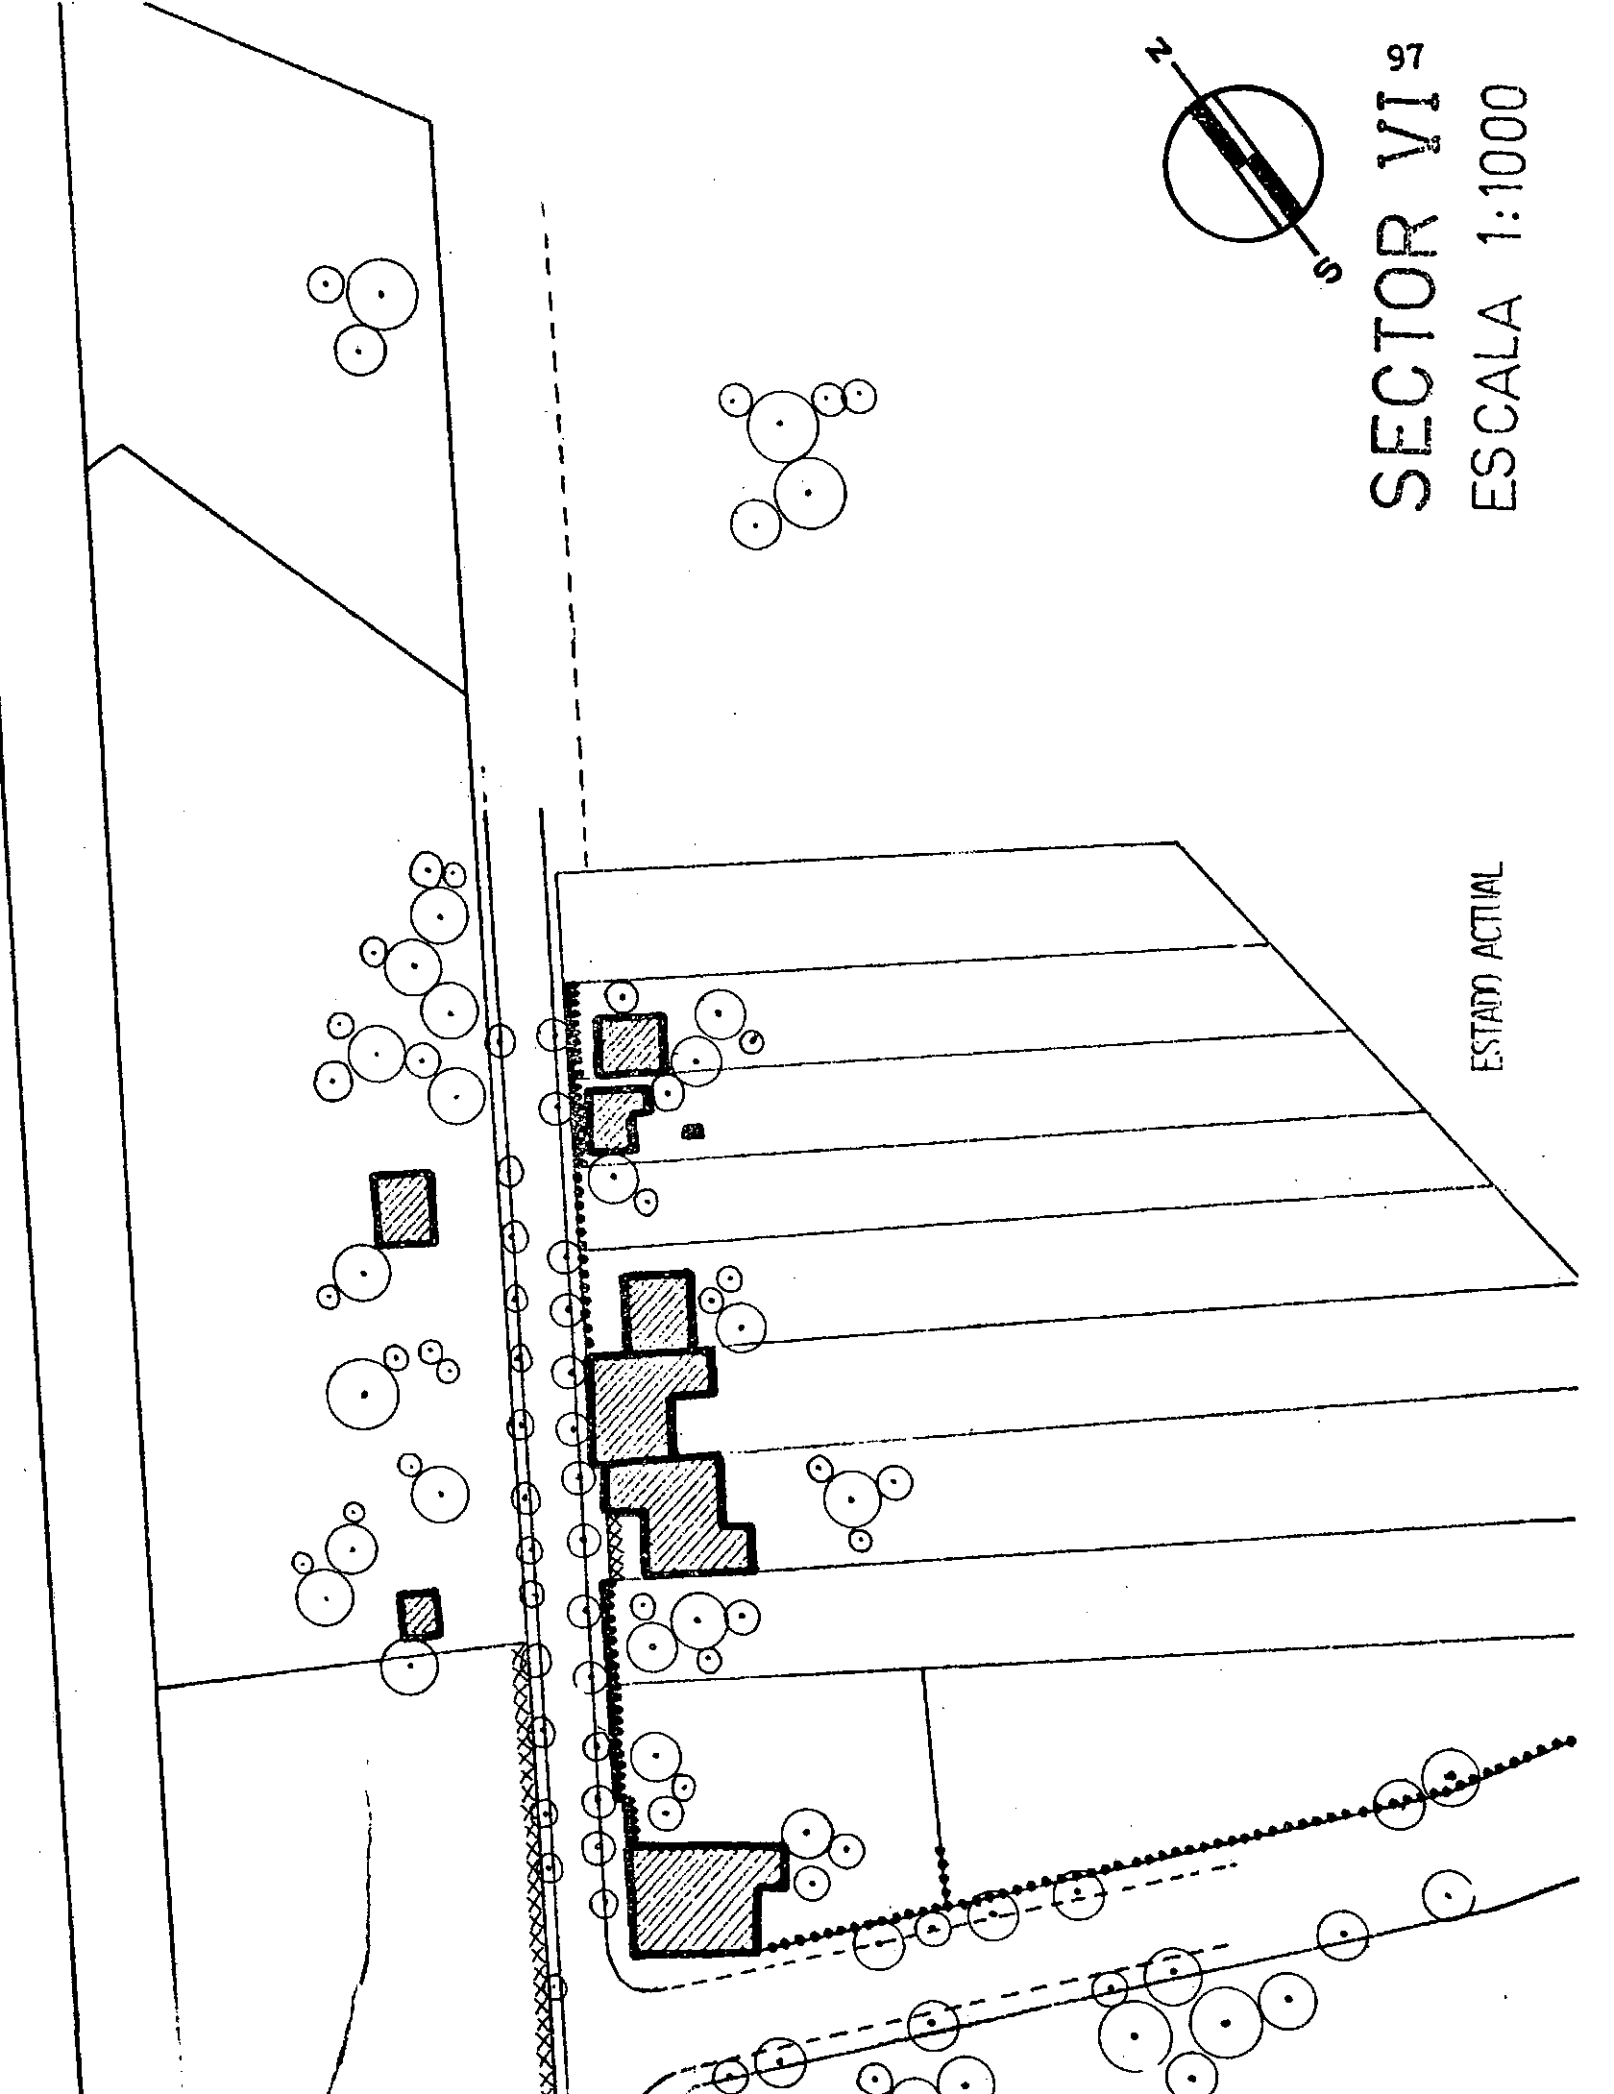 97
N
S
SECTOR VI
ESCALA 1:1000
ESTADO ACTUAL